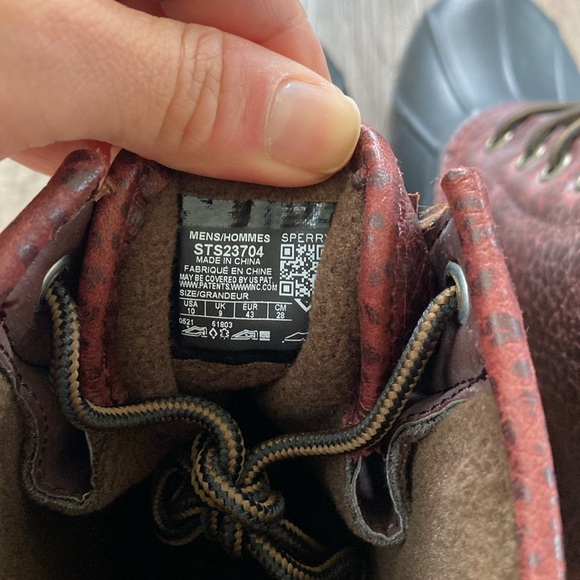 MENS/HOMMES SPERRY
STS23704
MADE IN CHINA
FABRIQUÉ EN CHINE
MAY BE COVERED BY US PAT.
WWW.PATENTS.WWWINC.COM
SIZE/GRANDEUR
USA UK EUR CM
10 9 43 28
0521 61803